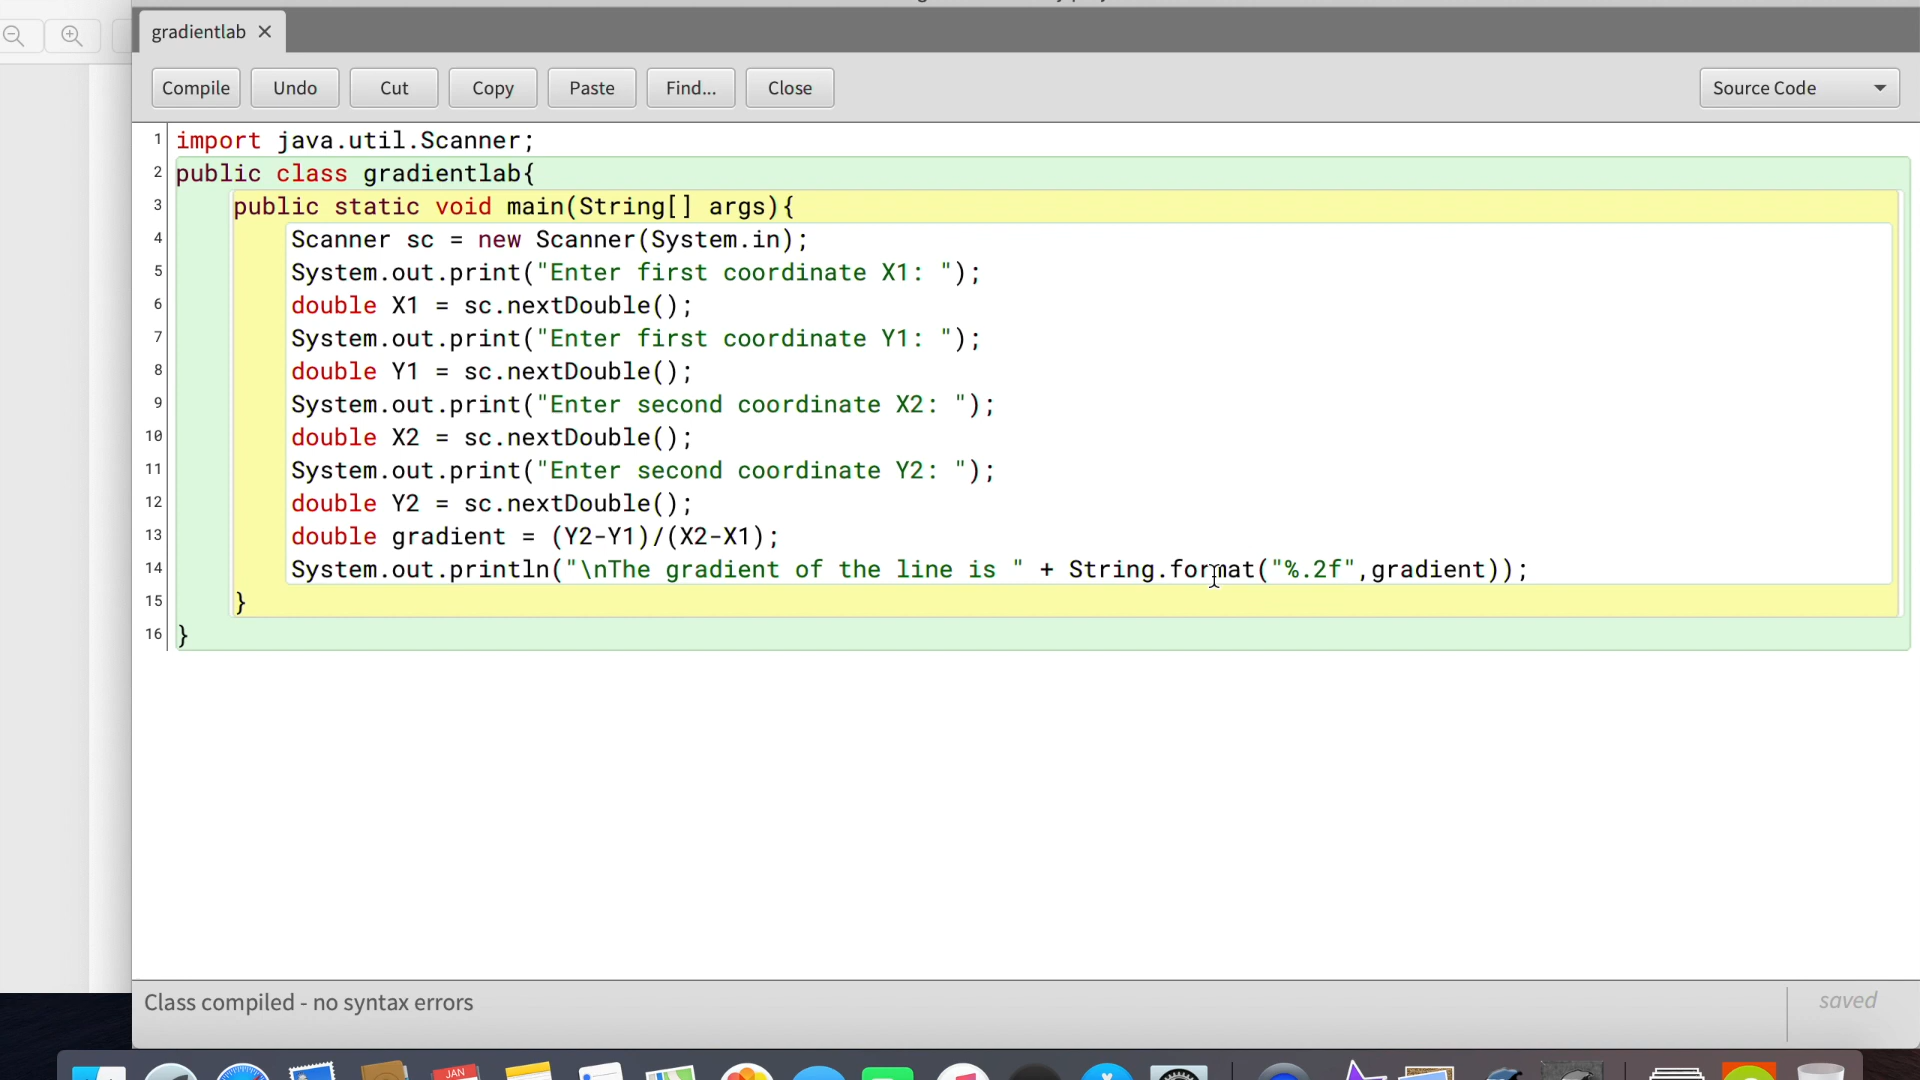 gradientlab
Compile Undo Cut Copy Paste Find... Close Source Code
1 import java.util.Scanner;
2 public class gradientlab{
3 public static void main(String[] args){
4 Scanner sc = new Scanner(System.in);
5 System.out.print("Enter first coordinate X1: ");
6 double X1 = sc.nextDouble();
7 System.out.print("Enter first coordinate Y1: ");
8 double Y1 = sc.nextDouble();
9 System.out.print("Enter second coordinate X2: ");
10 double X2 = sc.nextDouble();
11 System.out.print("Enter second coordinate Y2: ");
12 double Y2 = sc.nextDouble();
13 double gradient = (Y2-Y1)/(X2-X1);
14 System.out.println("\nThe gradient of the line is " + String.format("%.2f",gradient));
15 }
16 }
Class compiled - no syntax errors
saved
JAN